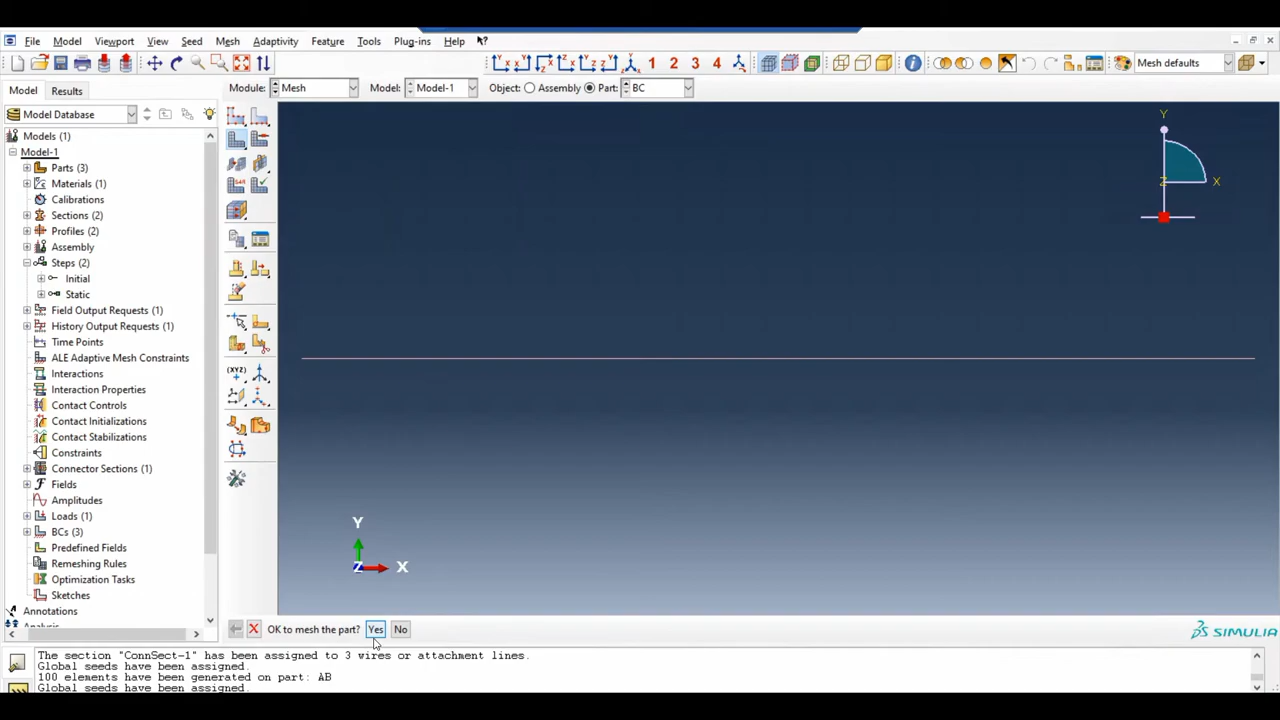 File Model Viewport View Seed Mesh Adaptivity Feature Tools Plug-ins Help
1 2 3 4 Mesh defaults
Model Results Module: Mesh Model: Model-1 Object: Assembly Part: BC
Model Database
Models (1)
Model-1
Parts (3)
Materials (1)
Calibrations
Sections (2)
Profiles (2)
Assembly
Steps (2)
Initial
Static
Field Output Requests (1)
History Output Requests (1)
Time Points
ALE Adaptive Mesh Constraints
Interactions
Interaction Properties
Contact Controls
Contact Initializations
Contact Stabilizations
Constraints
Connector Sections (1)
Fields
Amplitudes
Loads (1)
BCs (3)
Predefined Fields
Remeshing Rules
Optimization Tasks
Sketches
Annotations
(XYZ)
Y
Z X
Y
Z X
OK to mesh the part? Yes No
SIMULIA
The section "ConnSect-1" has been assigned to 3 wires or attachment lines.
Global seeds have been assigned.
100 elements have been generated on part: AB
Global seeds have been assigned.